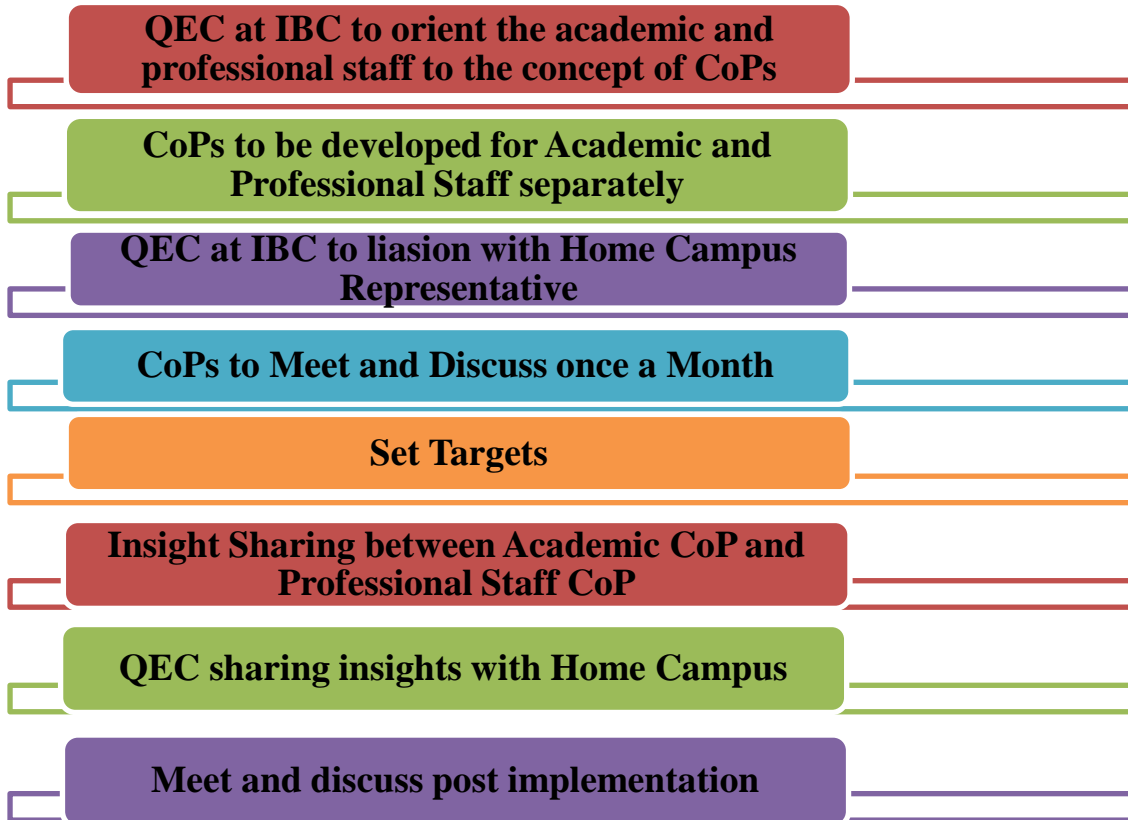 QEC at IBC to orient the academic and
professional staff to the concept of CoPs
CoPs to be developed for Academic and
Professional Staff separately
QEC at IBC to liasion with Home Campus
Representative
CoPs to Meet and Discuss once a Month
Set Targets
Insight Sharing between Academic CoP and
Professional Staff CoP
QEC sharing insights with Home Campus
Meet and discuss post implementation